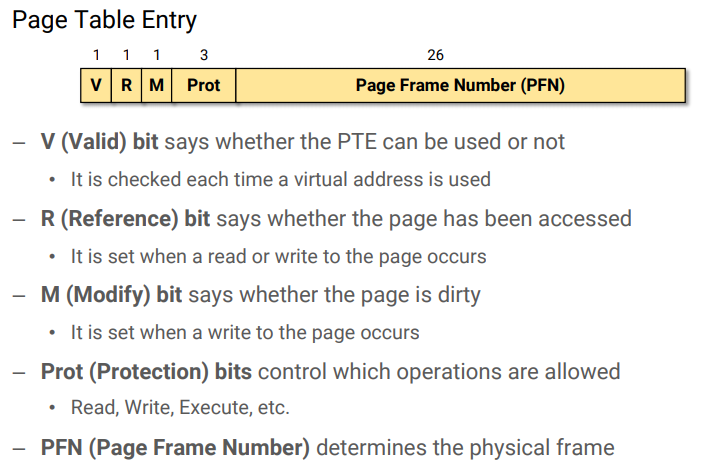 Page Table Entry
1 1 1 3 26
V R M Prot Page Frame Number (PFN)
– V (Valid) bit says whether the PTE can be used or not
• It is checked each time a virtual address is used
– R (Reference) bit says whether the page has been accessed
• It is set when a read or write to the page occurs
– M (Modify) bit says whether the page is dirty
• It is set when a write to the page occurs
– Prot (Protection) bits control which operations are allowed
• Read, Write, Execute, etc.
– PFN (Page Frame Number) determines the physical frame